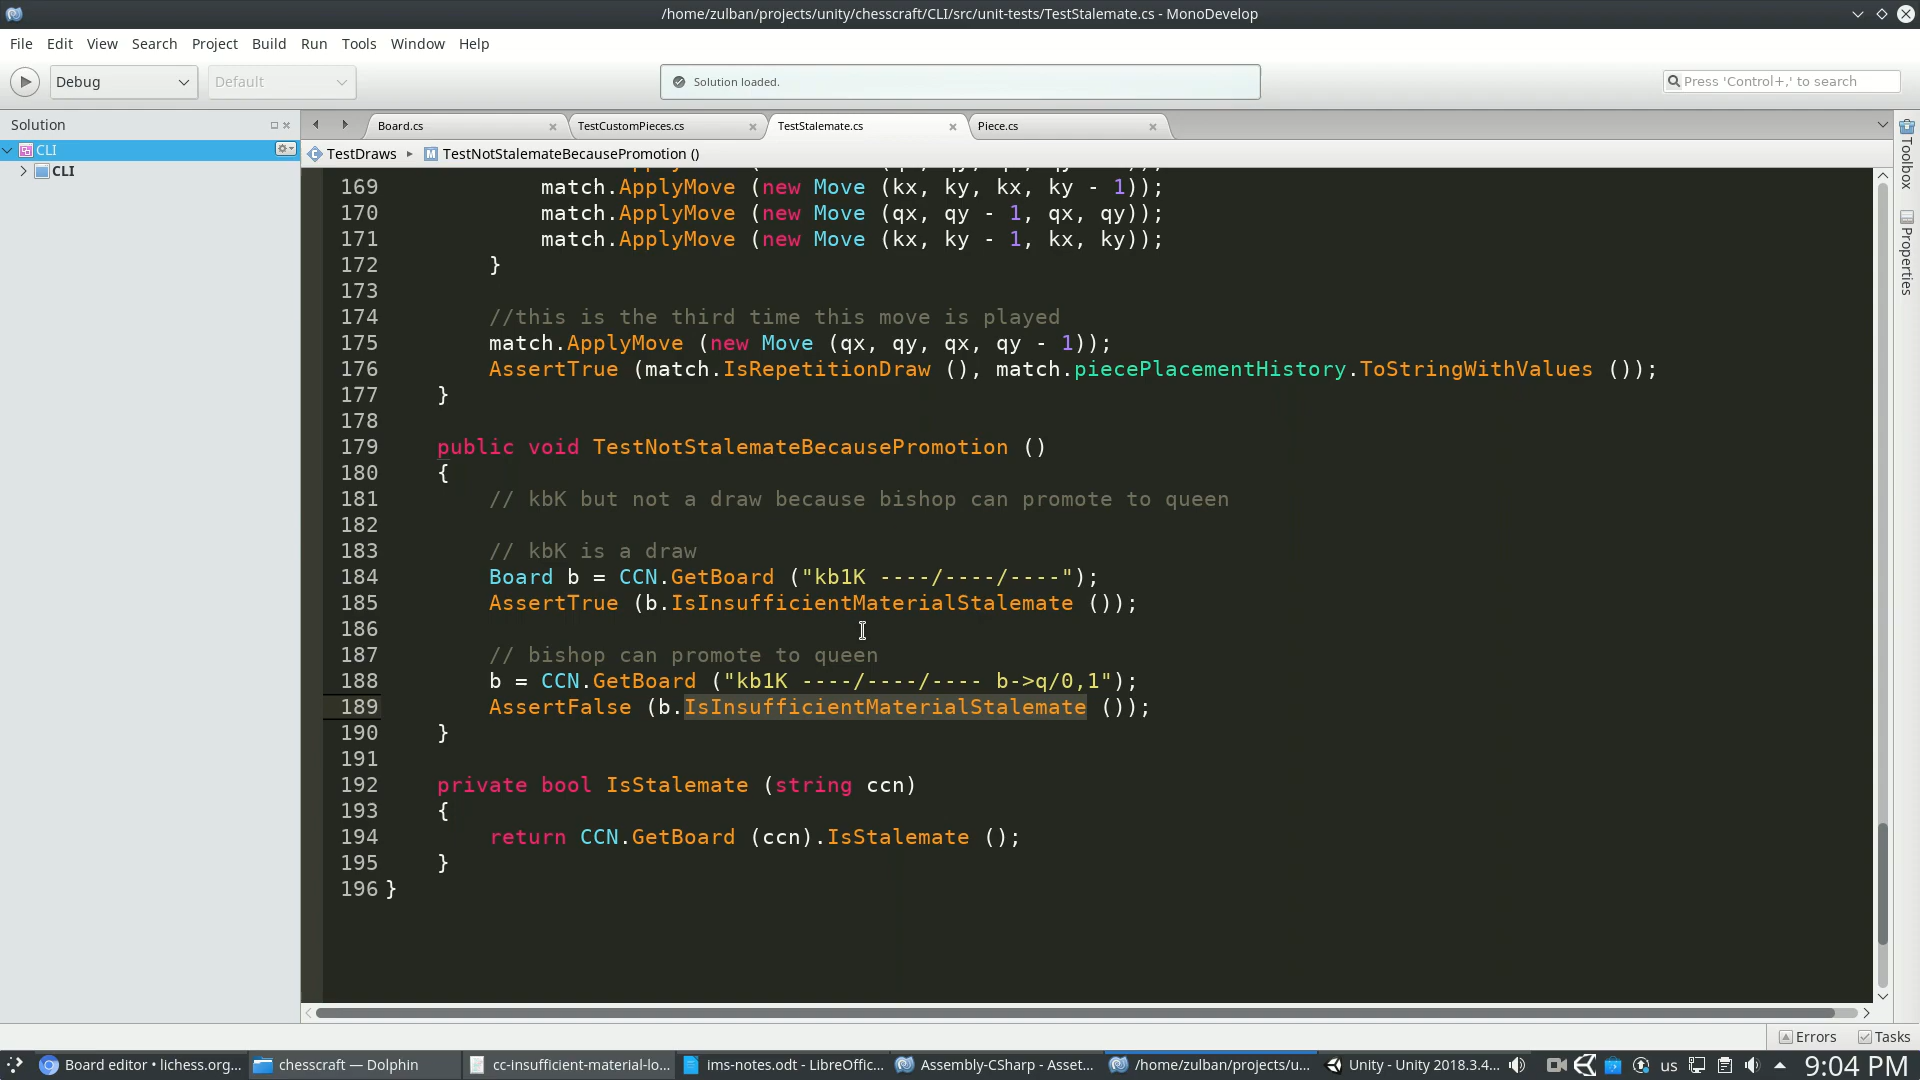 /home/zulban/projects/unity/chesscraft/CLI/src/unit-tests/TestStalemate.cs - MonoDevelop
File Edit View Search Project Build Run Tools Window Help
Debug Default Solution loaded. Press 'Control+,' to search
Solution Board.cs TestCustomPieces.cs TestStalemate.cs Piece.cs
CLI TestDraws TestNotStalemateBecausePromotion ()
CLI
Toolbox
Properties
169 match.ApplyMove (new Move (kx, ky, kx, ky - 1));
170 match.ApplyMove (new Move (qx, qy - 1, qx, qy));
171 match.ApplyMove (new Move (kx, ky - 1, kx, ky));
172 }
173
174 //this is the third time this move is played
175 match.ApplyMove (new Move (qx, qy, qx, qy - 1));
176 AssertTrue (match.IsRepetitionDraw (), match.piecePlacementHistory.ToStringWithValues ());
177 }
178
179 public void TestNotStalemateBecausePromotion ()
180 {
181 // kbK but not a draw because bishop can promote to queen
182
183 // kbK is a draw
184 Board b = CCN.GetBoard ("kb1K ----/----/----");
185 AssertTrue (b.IsInsufficientMaterialStalemate ());
186
187 // bishop can promote to queen
188 b = CCN.GetBoard ("kb1K ----/----/---- b->q/0,1");
189 AssertFalse (b.IsInsufficientMaterialStalemate ());
190 }
191
192 private bool IsStalemate (string ccn)
193 {
194 return CCN.GetBoard (ccn).IsStalemate ();
195 }
196 }
Errors Tasks
Board editor • lichess.org... chesscraft — Dolphin cc-insufficient-material-lo... ims-notes.odt - LibreOffic... Assembly-CSharp - Asset... /home/zulban/projects/u... Unity - Unity 2018.3.4... us 9:04 PM